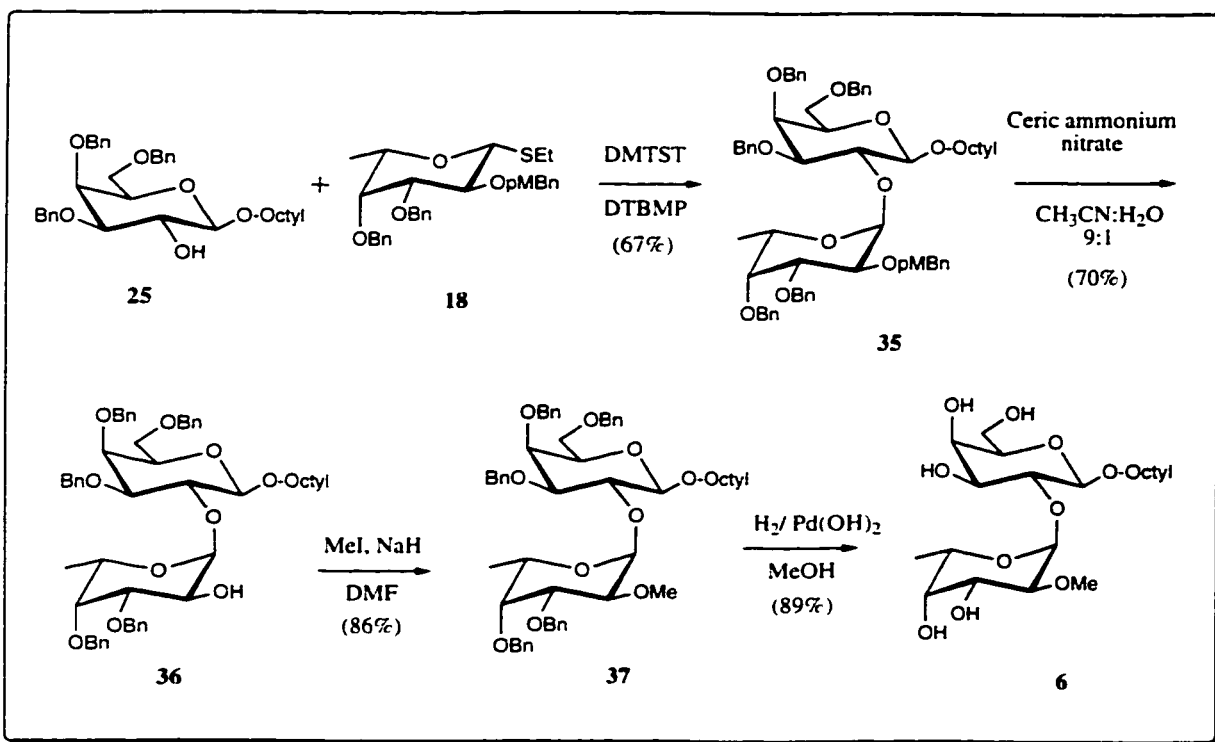 OBn
OBn
BnO
O
O-Octyl
OH
25
+
O
SEt
OpMBn
OBn
OBn
18
DMTST
DTBMP
(67%)
OBn
OBn
BnO
O
O-Octyl
O
O
OpMBn
OBn
OBn
35
Ceric ammonium
nitrate
CH₃CN:H₂O
9:1
(70%)
OBn
OBn
BnO
O
O-Octyl
O
O
OH
OBn
OBn
36
MeI, NaH
DMF
(86%)
OBn
OBn
BnO
O
O-Octyl
O
O
OMe
OBn
OBn
37
H₂/ Pd(OH)₂
MeOH
(89%)
OH
OH
HO
O
O-Octyl
O
O
OMe
OH
OH
6